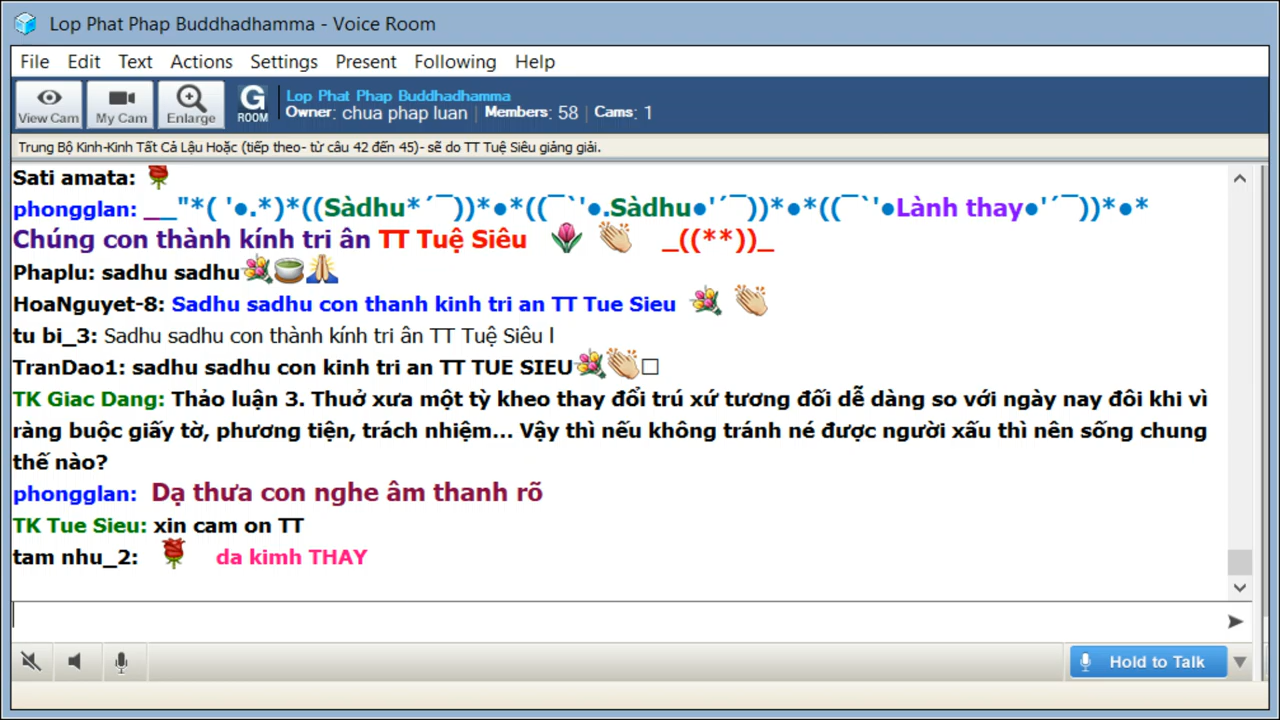 Lop Phat Phap Buddhadhamma - Voice Room
File Edit Text Actions Settings Present Following Help
View Cam My Cam Enlarge G ROOM Lop Phat Phap Buddhadhamma
Owner: chua phap luan | Members: 58 | Cams: 1
Trung Bộ Kinh-Kinh Tất Cả Lậu Hoặc (tiếp theo- từ câu 42 đến 45)- sẽ do TT Tuệ Siêu giảng giải.
Sati amata:
phongglan: __"*( '●.*)*((Sàdhu*´¯))*●*((¯`'●.Sàdhu●'´¯))*●*((¯`'●Lành thay●'´¯))*●*
Chúng con thành kính tri ân TT Tuệ Siêu _((**))_
Phaplu: sadhu sadhu
HoaNguyet-8: Sadhu sadhu con thanh kinh tri an TT Tue Sieu
tu bi_3: Sadhu sadhu con thành kính tri ân TT Tuệ Siêu l
TranDao1: sadhu sadhu con kinh tri an TT TUE SIEU
TK Giac Dang: Thảo luận 3. Thuở xưa một tỳ kheo thay đổi trú xứ tương đối dễ dàng so với ngày nay đôi khi vì
ràng buộc giấy tờ, phương tiện, trách nhiệm... Vậy thì nếu không tránh né được người xấu thì nên sống chung
thế nào?
phongglan: Dạ thưa con nghe âm thanh rõ
TK Tue Sieu: xin cam on TT
tam nhu_2: da kimh THAY
Hold to Talk